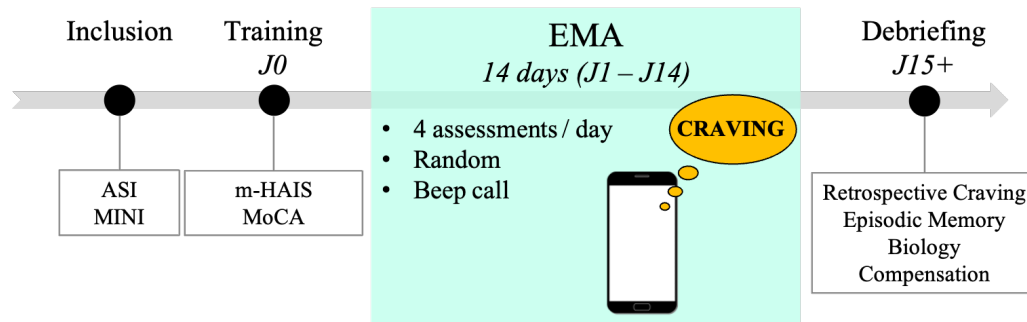 Inclusion
Training
J0
EMA
14 days (J1 – J14)
Debriefing
J15+
ASI
MINI
m-HAIS
MoCA
• 4 assessments / day
• Random
• Beep call
CRAVING
Retrospective Craving
Episodic Memory
Biology
Compensation